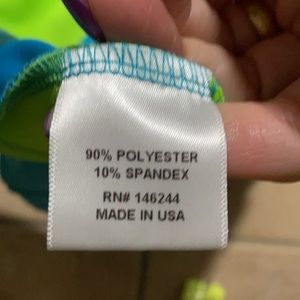 90% POLYESTER
10% SPANDEX
RN# 146244
MADE IN USA